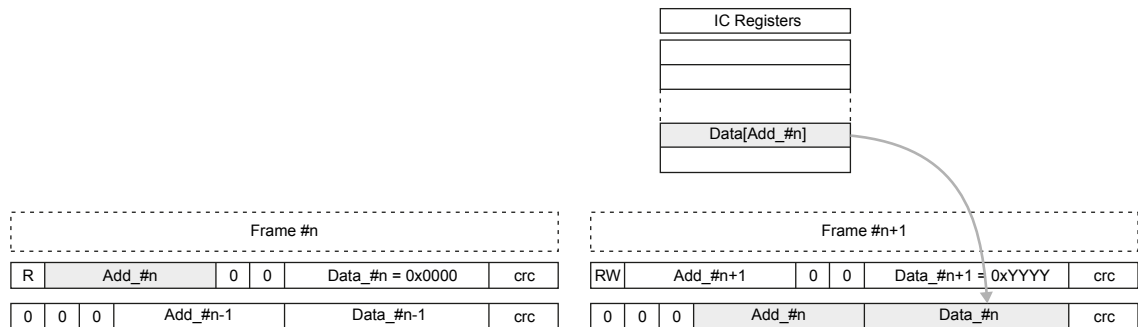 IC Registers
Data[Add_#n]
Frame #n
Frame #n+1
R Add_#n 0 0 Data_#n = 0x0000 crc
RW Add_#n+1 0 0 Data_#n+1 = 0xYYYY crc
0 0 0 Add_#n-1 Data_#n-1 crc
0 0 0 Add_#n Data_#n crc